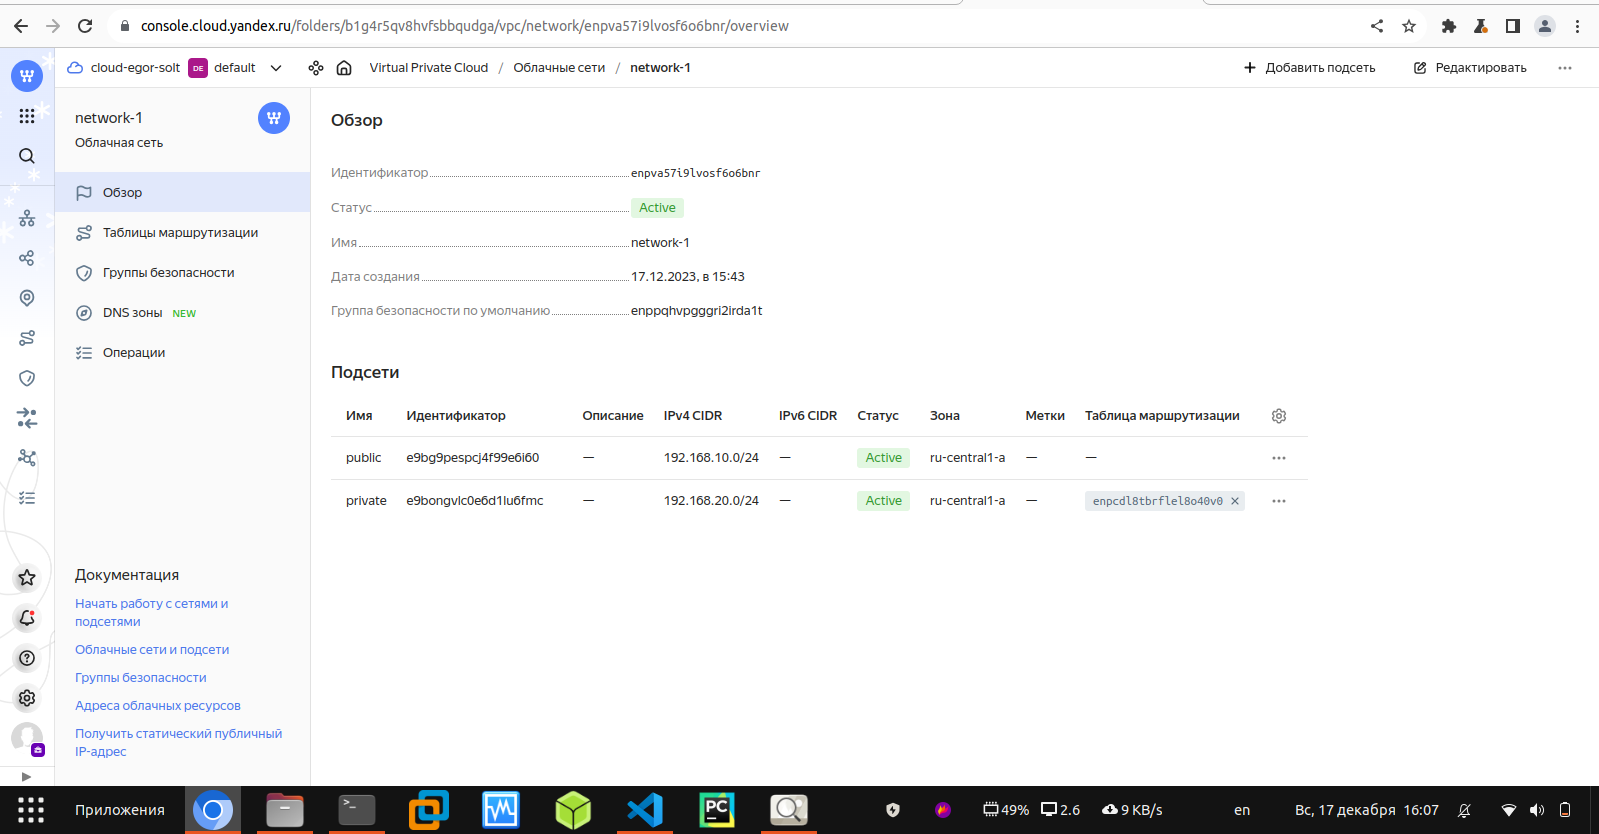 console.cloud.yandex.ru/folders/b1g4r5qv8hvfsbbqudga/vpc/network/enpva57i9lvosf6o6bnr/overview
cloud-egor-solt DE default Virtual Private Cloud / Облачные сети / network-1 Добавить подсеть Редактировать
network-1
Облачная сеть
Обзор
Таблицы маршрутизации
Группы безопасности
DNS зоны NEW
Операции
Документация
Начать работу с сетями и
подсетями
Облачные сети и подсети
Группы безопасности
Адреса облачных ресурсов
Получить статический публичный
IP-адрес
Обзор
Идентификатор enpva57i9lvosf6o6bnr
Статус Active
Имя network-1
Дата создания 17.12.2023, в 15:43
Группа безопасности по умолчанию enppqhvpgggri2irda1t
Подсети
Имя Идентификатор Описание IPv4 CIDR IPv6 CIDR Статус Зона Метки Таблица маршрутизации
public e9bg9pespcj4f99e6i60 — 192.168.10.0/24 — Active ru-central1-a — —
private e9bongvlc0e6d1lu6fmc — 192.168.20.0/24 — Active ru-central1-a — enpcdl8tbrflel8o40v0
Приложения PC 49% 2.6 9 KB/s en Вс, 17 декабря 16:07